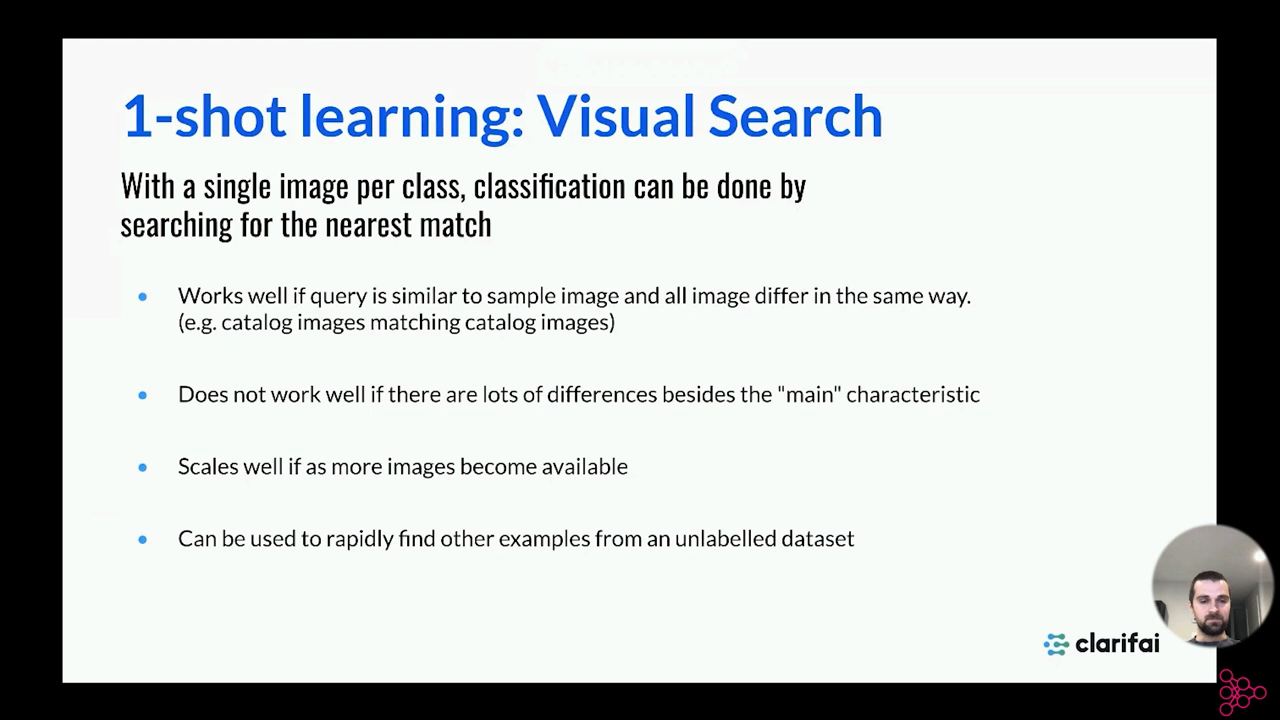 1-shot learning: Visual Search
With a single image per class, classification can be done by
searching for the nearest match
Works well if query is similar to sample image and all image differ in the same way.
(e.g. catalog images matching catalog images)
Does not work well if there are lots of differences besides the "main" characteristic
Scales well if as more images become available
Can be used to rapidly find other examples from an unlabelled dataset
clarifai